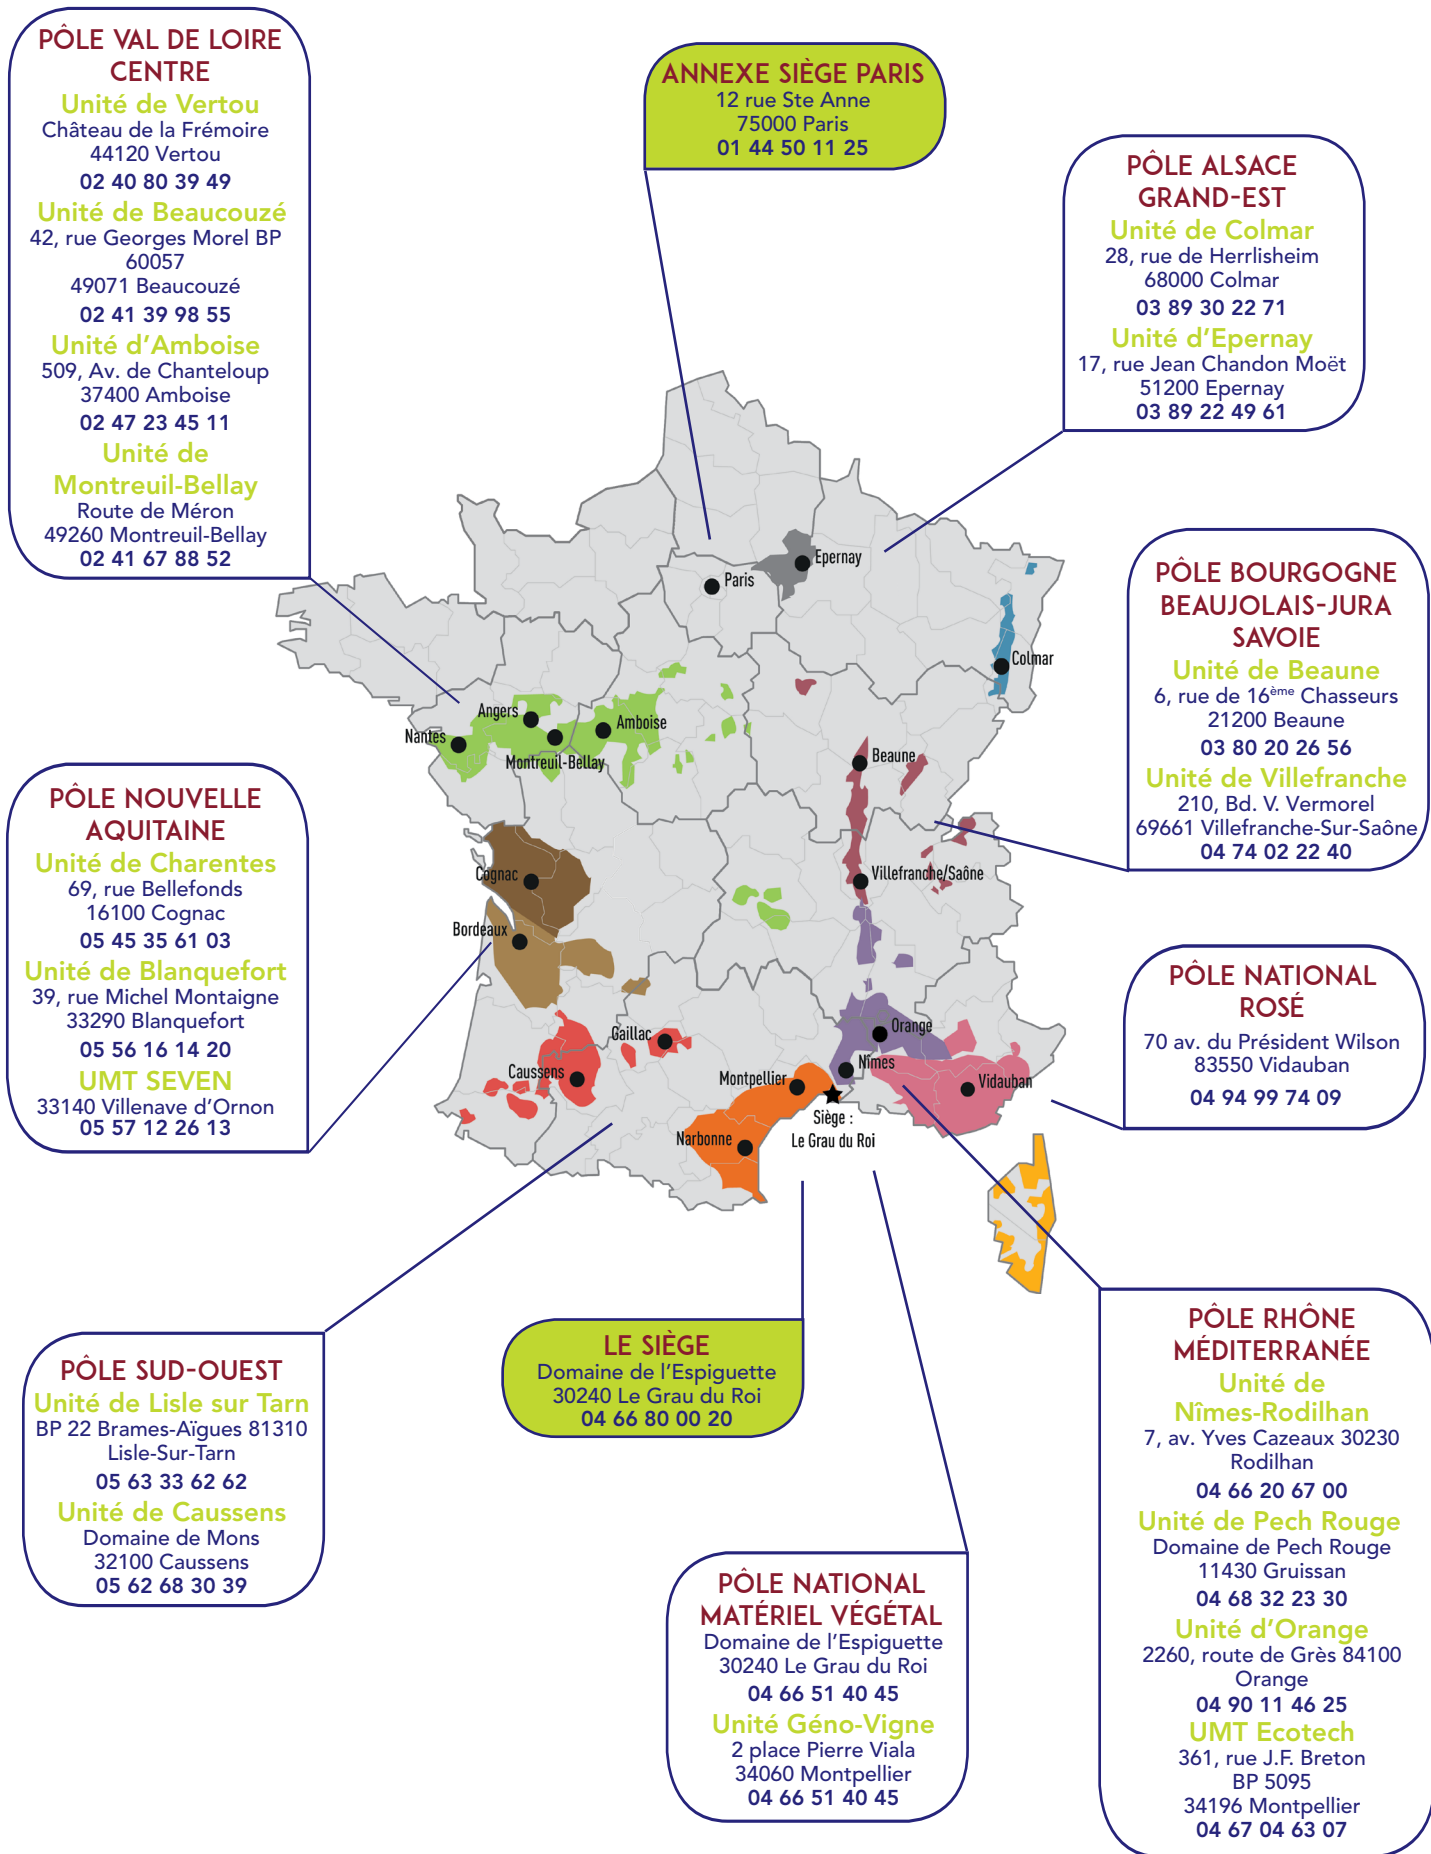 PÔLE VAL DE LOIRE
CENTRE
Unité de Vertou
Château de la Frémoire
44120 Vertou
02 40 80 39 49
Unité de Beaucouzé
42, rue Georges Morel BP
60057
49071 Beaucouzé
02 41 39 98 55
Unité d’Amboise
509, Av. de Chanteloup
37400 Amboise
02 47 23 45 11
Unité de
Montreuil-Bellay
Route de Méron
49260 Montreuil-Bellay
02 41 67 88 52
ANNEXE SIÈGE PARIS
12 rue Ste Anne
75000 Paris
01 44 50 11 25
PÔLE ALSACE
GRAND-EST
Unité de Colmar
28, rue de Herrlisheim
68000 Colmar
03 89 30 22 71
Unité d’Epernay
17, rue Jean Chandon Moët
51200 Epernay
03 89 22 49 61
PÔLE BOURGOGNE
BEAUJOLAIS-JURA
SAVOIE
Unité de Beaune
6, rue de 16ème Chasseurs
21200 Beaune
03 80 20 26 56
Unité de Villefranche
210, Bd. V. Vermorel
69661 Villefranche-Sur-Saône
04 74 02 22 40
PÔLE NOUVELLE
AQUITAINE
Unité de Charentes
69, rue Bellefonds
16100 Cognac
05 45 35 61 03
Unité de Blanquefort
39, rue Michel Montaigne
33290 Blanquefort
05 56 16 14 20
UMT SEVEN
33140 Villenave d’Ornon
05 57 12 26 13
Epernay
Paris
Colmar
Angers
Amboise
Nantes
Montreuil-Bellay
Beaune
Cognac
Villefranche/Saône
Bordeaux
Gaillac
Orange
Caussens
Nîmes
Montpellier
Vidauban
Siège :
Le Grau du Roi
Narbonne
PÔLE NATIONAL
ROSÉ
70 av. du Président Wilson
83550 Vidauban
04 94 99 74 09
PÔLE SUD-OUEST
Unité de Lisle sur Tarn
BP 22 Brames-Aïgues 81310
Lisle-Sur-Tarn
05 63 33 62 62
Unité de Caussens
Domaine de Mons
32100 Caussens
05 62 68 30 39
LE SIÈGE
Domaine de l’Espiguette
30240 Le Grau du Roi
04 66 80 00 20
PÔLE NATIONAL
MATÉRIEL VÉGÉTAL
Domaine de l’Espiguette
30240 Le Grau du Roi
04 66 51 40 45
Unité Géno-Vigne
2 place Pierre Viala
34060 Montpellier
04 66 51 40 45
PÔLE RHÔNE
MÉDITERRANÉE
Unité de
Nîmes-Rodilhan
7, av. Yves Cazeaux 30230
Rodilhan
04 66 20 67 00
Unité de Pech Rouge
Domaine de Pech Rouge
11430 Gruissan
04 68 32 23 30
Unité d’Orange
2260, route de Grès 84100
Orange
04 90 11 46 25
UMT Ecotech
361, rue J.F. Breton
BP 5095
34196 Montpellier
04 67 04 63 07